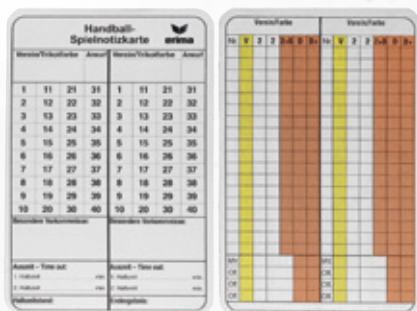 Handball-
Spielnotizkarte erima
Verein/Trikotfarbe Anwurf Verein/Trikotfarbe Anwurf
1 11 21 31 1 11 21 31
2 12 22 32 2 12 22 32
3 13 23 33 3 13 23 33
4 14 24 34 4 14 24 34
5 15 25 35 5 15 25 35
6 16 26 36 6 16 26 36
7 17 27 37 7 17 27 37
8 18 28 38 8 18 28 38
9 19 29 39 9 19 29 39
10 20 30 40 10 20 30 40
Besondere Vorkommnisse: Besondere Vorkommnisse:
Auszeit - Time out: Auszeit - Time out:
1. Halbzeit min 1. Halbzeit min
2. Halbzeit min 2. Halbzeit min
Halbzeitstand: Endergebnis:
Verein/Farbe Verein/Farbe
Nr. V 2 2 D Nr. V 2 2 D